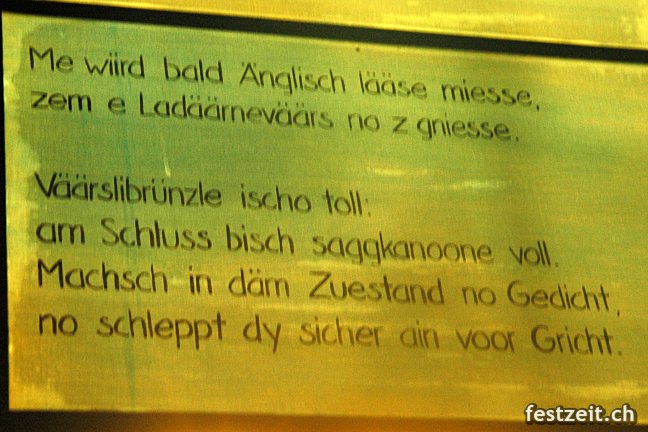 Me wiird bald Änglisch lääse miesse,
zem e Ladäärneväärs no z gniesse.
Väärslibrünzle ischo toll:
am Schluss bisch saggkanoone voll.
Machsch in däm Zuestand no Gedicht,
no schleppt dy sicher ain voor Gricht.
festzeit.ch